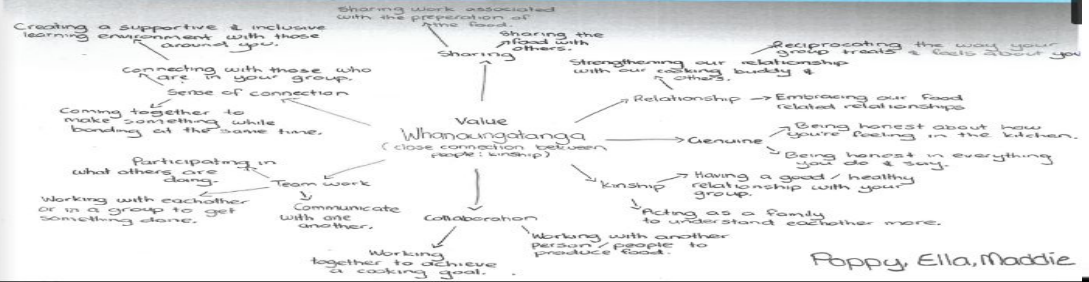 Sharing work associated
with the preparation of
the food.
Sharing the
food with
others.
Sharing
Creating a supportive & inclusive
learning environment with those
around you.
Connecting with those who
are in your group.
Sense of connection
Coming together to
make something while
bonding at the same time.
Reciprocating the way your
group treats & feels about you
Strengthening our relationship
with our cooking buddy &
others.
Relationship
Embracing our food
related relationships
Value
Whanaungatanga
(close connection between
people: kinship)
Genuine
Being honest about how
you're feeling in the kitchen.
Being honest in everything
you do & say.
Kinship
Having a good / healthy
relationship with your
group.
Acting as a family
to understand eachother more.
Participating in
what others are
doing.
Team work
Working with eachother
or in a group to get
something done.
Communicate
with one
another.
Collaboration
Working
together to achieve
a cooking goal.
Working with another
person / people to
produce food.
Poppy, Ella, Maddie